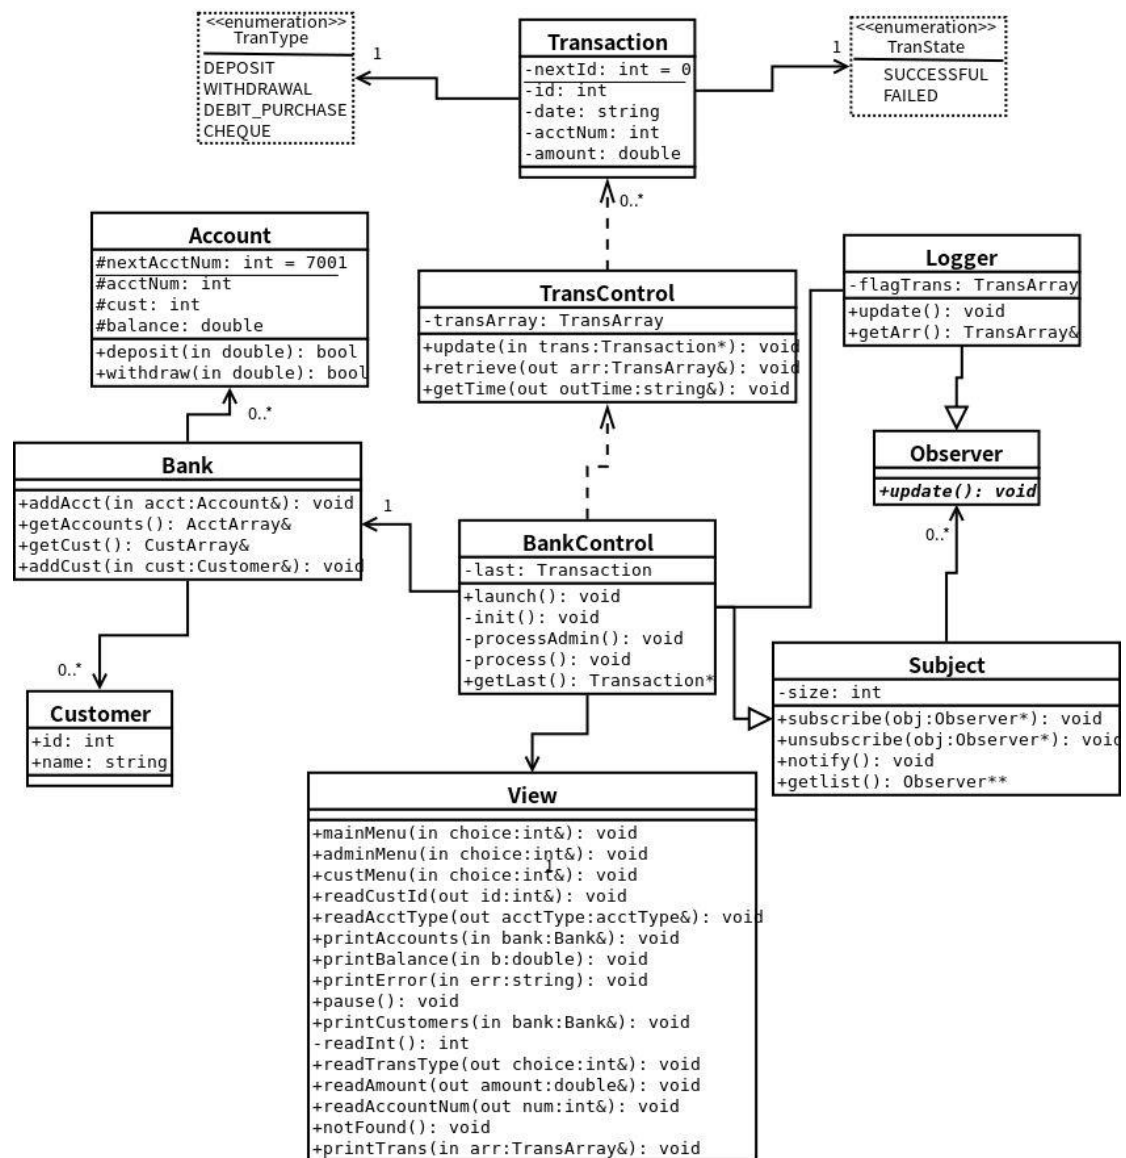 <<enumeration>>
TranType
DEPOSIT
WITHDRAWAL
DEBIT_PURCHASE
CHEQUE
1
Transaction
-nextId: int = 0
-id: int
-date: string
-acctNum: int
-amount: double
1
<<enumeration>>
TranState
SUCCESSFUL
FAILED
0..*
Account
#nextAcctNum: int = 7001
#acctNum: int
#cust: int
#balance: double
+deposit(in double): bool
+withdraw(in double): bool
0..*
TransControl
-transArray: TransArray
+update(in trans:Transaction*): void
+retrieve(out arr:TransArray&): void
+getTime(out outTime:string&): void
Logger
-flagTrans: TransArray
+update(): void
+getArr(): TransArray&
Observer
+update(): void
0..*
Bank
+addAcct(in acct:Account&): void
+getAccounts(): AcctArray&
+getCust(): CustArray&
+addCust(in cust:Customer&): void
1
BankControl
-last: Transaction
+launch(): void
-init(): void
-processAdmin(): void
-process(): void
+getLast(): Transaction*
Subject
-size: int
+subscribe(obj:Observer*): void
+unsubscribe(obj:Observer*): void
+notify(): void
+getlist(): Observer**
0..*
Customer
+id: int
+name: string
View
+mainMenu(in choice:int&): void
+adminMenu(in choice:int&): void
1
+custMenu(in choice:int&): void
+readCustId(out id:int&): void
+readAcctType(out acctType:acctType&): void
+printAccounts(in bank:Bank&): void
+printBalance(in b:double): void
+printError(in err:string): void
+pause(): void
+printCustomers(in bank:Bank&): void
-readInt(): int
+readTransType(out choice:int&): void
+readAmount(out amount:double&): void
+readAccountNum(out num:int&): void
+notFound(): void
+printTrans(in arr:TransArray&): void